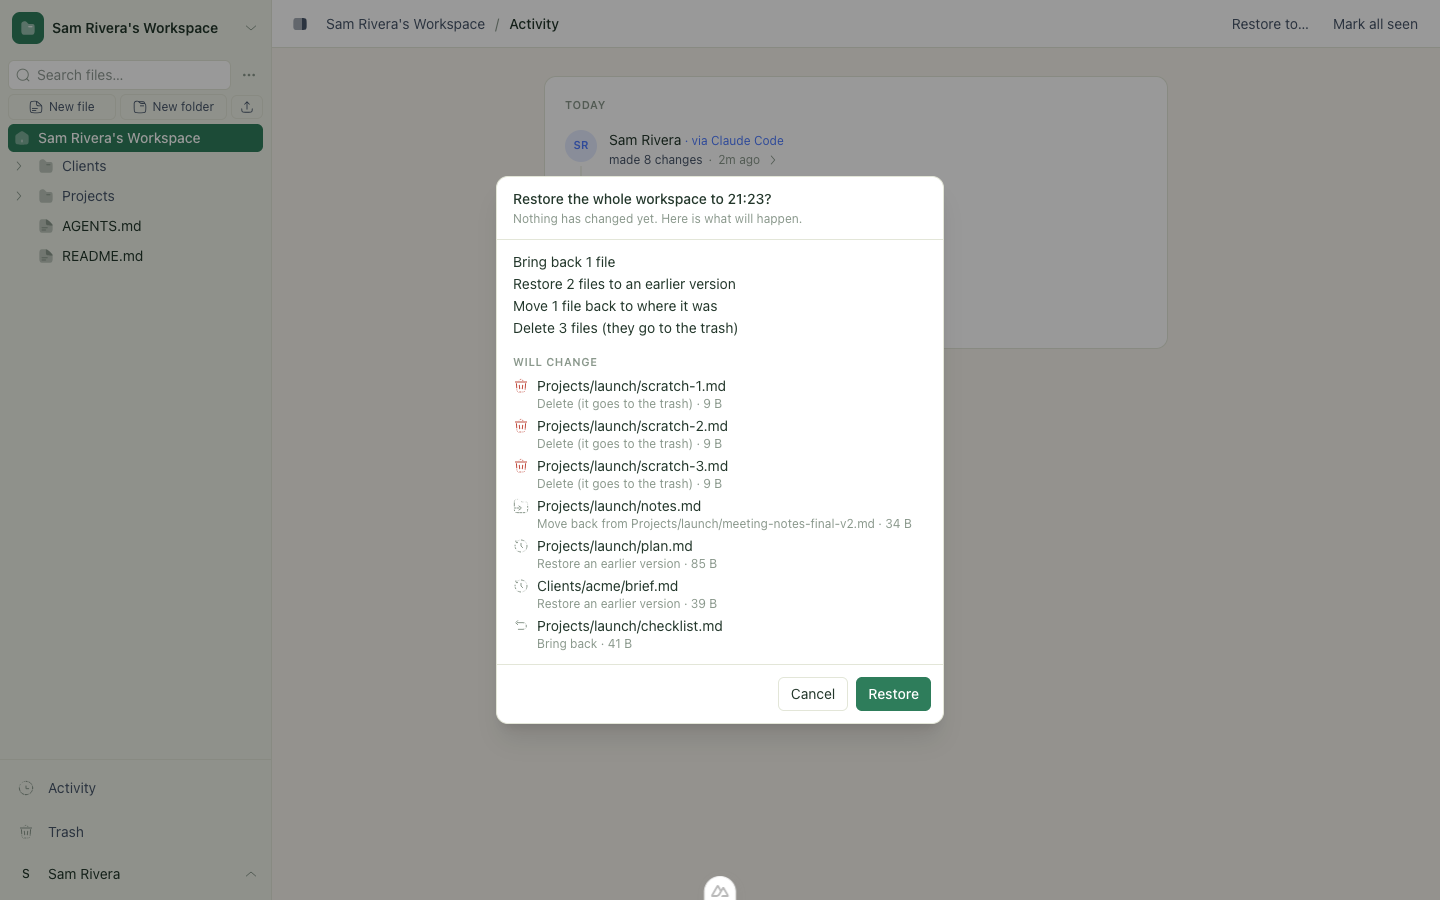 Sam Rivera's Workspace
Search files...
New file
New folder
Sam Rivera's Workspace
Clients
Projects
AGENTS.md
README.md
Activity
Trash
S
Sam Rivera
Sam Rivera's Workspace / Activity
Restore to...
Mark all seen
TODAY
SR
Sam Rivera · via Claude Code
made 8 changes · 2m ago
Restore the whole workspace to 21:23?
Nothing has changed yet. Here is what will happen.
Bring back 1 file
Restore 2 files to an earlier version
Move 1 file back to where it was
Delete 3 files (they go to the trash)
WILL CHANGE
Projects/launch/scratch-1.md
Delete (it goes to the trash) · 9 B
Projects/launch/scratch-2.md
Delete (it goes to the trash) · 9 B
Projects/launch/scratch-3.md
Delete (it goes to the trash) · 9 B
Projects/launch/notes.md
Move back from Projects/launch/meeting-notes-final-v2.md · 34 B
Projects/launch/plan.md
Restore an earlier version · 85 B
Clients/acme/brief.md
Restore an earlier version · 39 B
Projects/launch/checklist.md
Bring back · 41 B
Cancel
Restore